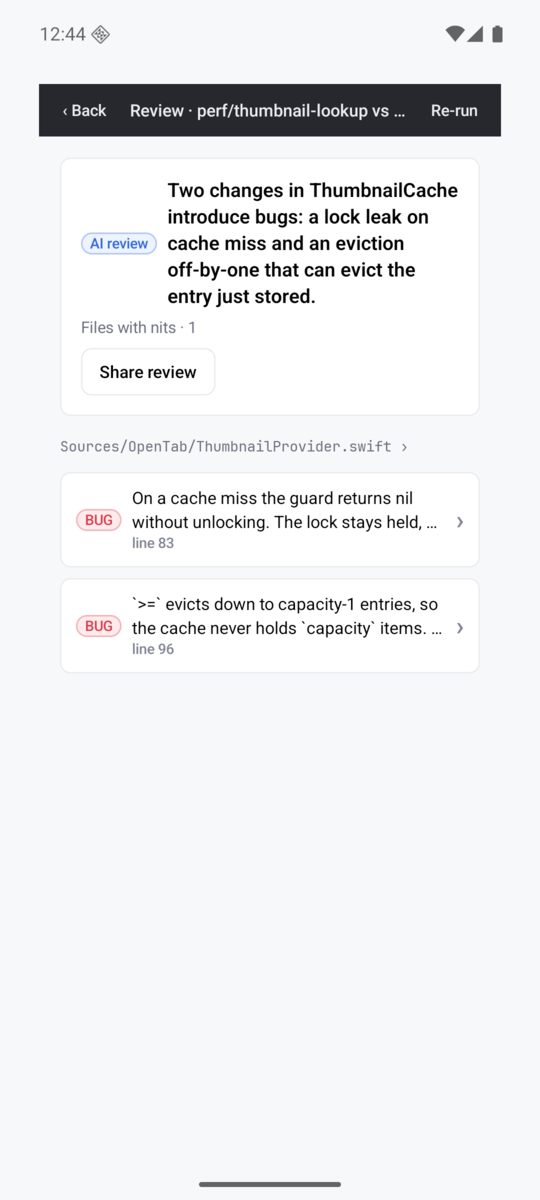 12:44
‹ Back Review · perf/thumbnail-lookup vs … Re-run
AI review
Two changes in ThumbnailCache
introduce bugs: a lock leak on
cache miss and an eviction
off-by-one that can evict the
entry just stored.
Files with nits · 1
Share review
Sources/OpenTab/ThumbnailProvider.swift ›
BUG
On a cache miss the guard returns nil
without unlocking. The lock stays held, … ›
line 83
BUG
`>=` evicts down to capacity-1 entries, so
the cache never holds `capacity` items. … ›
line 96